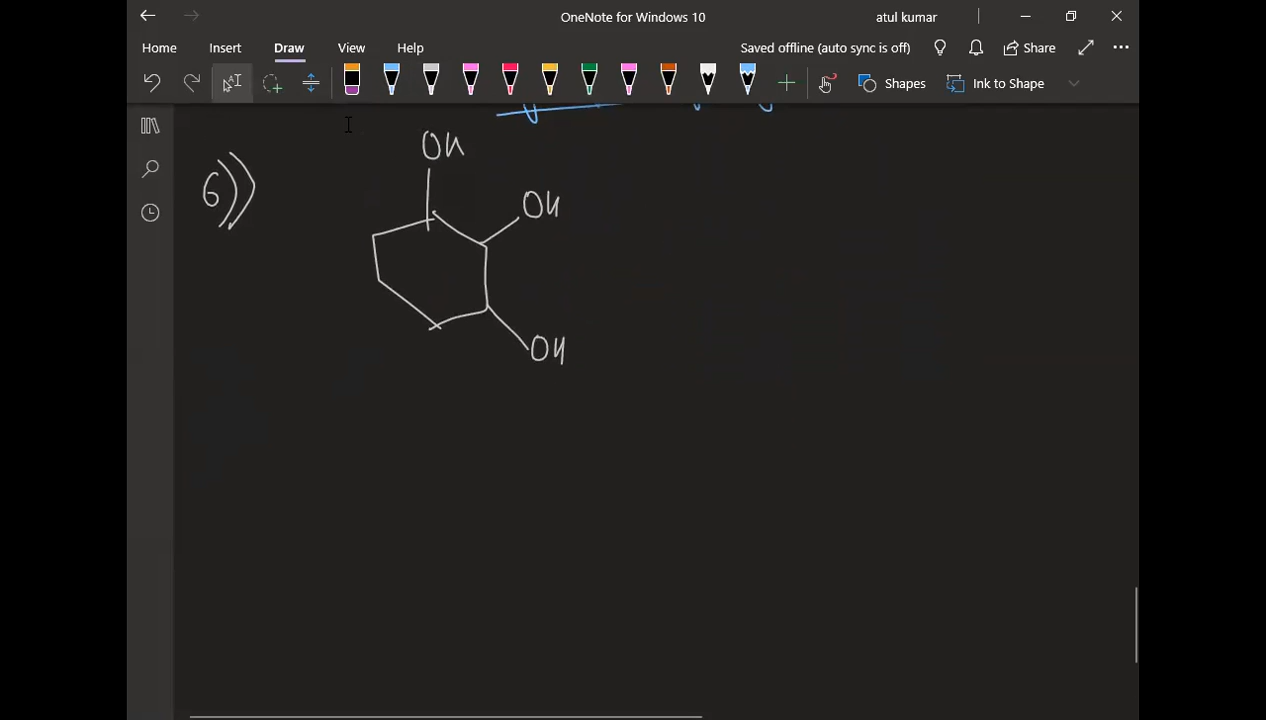 OneNote for Windows 10
atul kumar
Home Insert Draw View Help
Saved offline (auto sync is off)
Share
Shapes
Ink to Shape
6))
OH
OH
OH